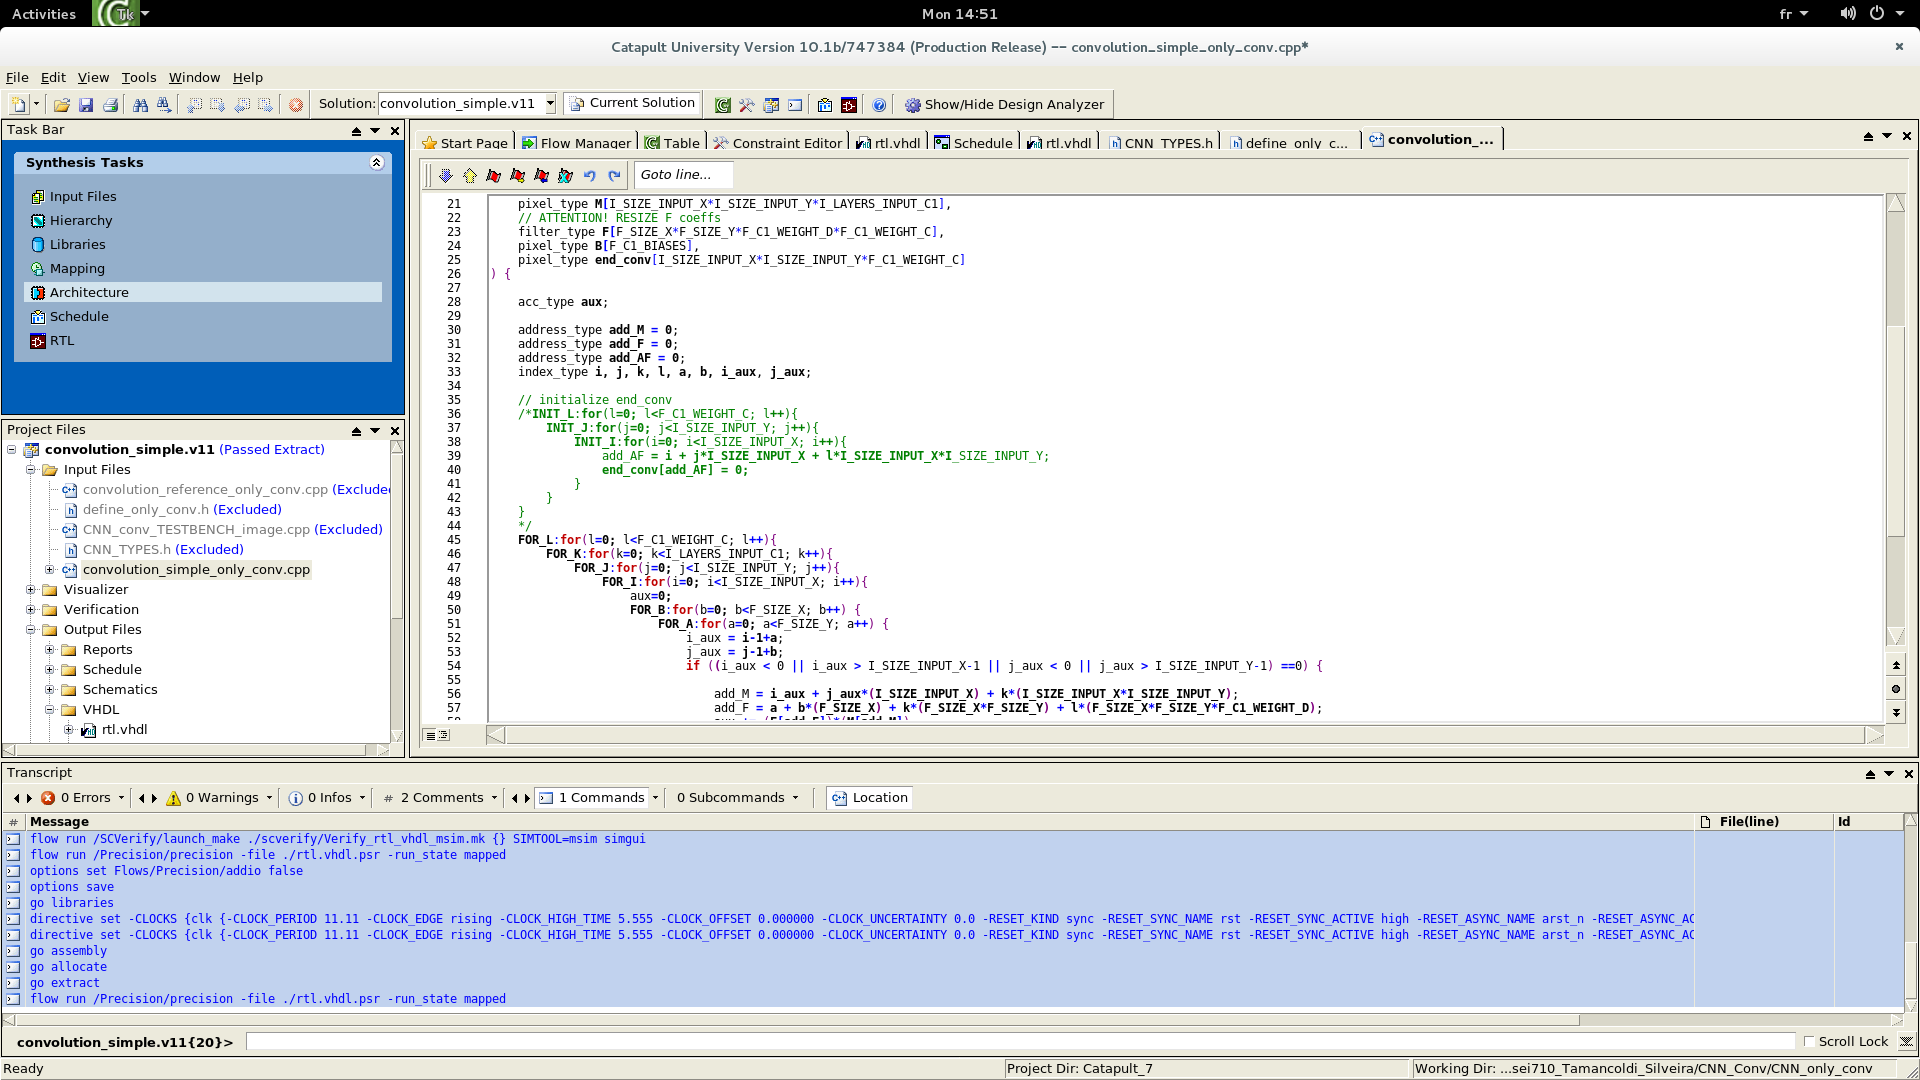 Activities Tk Mon 14:51 fr
Catapult University Version 10.1b/747384 (Production Release) -- convolution_simple_only_conv.cpp*
File Edit View Tools Window Help
Solution: convolution_simple.v11 Current Solution Show/Hide Design Analyzer
Task Bar
Synthesis Tasks
Input Files
Hierarchy
Libraries
Mapping
Architecture
Schedule
RTL
Project Files
convolution_simple.v11 (Passed Extract)
Input Files
convolution_reference_only_conv.cpp (Exclude
define_only_conv.h (Excluded)
CNN_conv_TESTBENCH_image.cpp (Excluded)
CNN_TYPES.h (Excluded)
convolution_simple_only_conv.cpp
Visualizer
Verification
Output Files
Reports
Schedule
Schematics
VHDL
rtl.vhdl
Start Page Flow Manager Table Constraint Editor rtl.vhdl Schedule rtl.vhdl CNN_TYPES.h define_only_c... convolution_...
Goto line...
21 pixel_type M[I_SIZE_INPUT_X*I_SIZE_INPUT_Y*I_LAYERS_INPUT_C1],
22 // ATTENTION! RESIZE F coeffs
23 filter_type F[F_SIZE_X*F_SIZE_Y*F_C1_WEIGHT_D*F_C1_WEIGHT_C],
24 pixel_type B[F_C1_BIASES],
25 pixel_type end_conv[I_SIZE_INPUT_X*I_SIZE_INPUT_Y*F_C1_WEIGHT_C]
26 ) {
27
28 acc_type aux;
29
30 address_type add_M = 0;
31 address_type add_F = 0;
32 address_type add_AF = 0;
33 index_type i, j, k, l, a, b, i_aux, j_aux;
34
35 // initialize end_conv
36 /*INIT_L:for(l=0; l<F_C1_WEIGHT_C; l++){
37 INIT_J:for(j=0; j<I_SIZE_INPUT_Y; j++){
38 INIT_I:for(i=0; i<I_SIZE_INPUT_X; i++){
39 add_AF = i + j*I_SIZE_INPUT_X + l*I_SIZE_INPUT_X*I_SIZE_INPUT_Y;
40 end_conv[add_AF] = 0;
41 }
42 }
43 }
44 */
45 FOR_L:for(l=0; l<F_C1_WEIGHT_C; l++){
46 FOR_K:for(k=0; k<I_LAYERS_INPUT_C1; k++){
47 FOR_J:for(j=0; j<I_SIZE_INPUT_Y; j++){
48 FOR_I:for(i=0; i<I_SIZE_INPUT_X; i++){
49 aux=0;
50 FOR_B:for(b=0; b<F_SIZE_X; b++) {
51 FOR_A:for(a=0; a<F_SIZE_Y; a++) {
52 i_aux = i-1+a;
53 j_aux = j-1+b;
54 if ((i_aux < 0 || i_aux > I_SIZE_INPUT_X-1 || j_aux < 0 || j_aux > I_SIZE_INPUT_Y-1) ==0) {
55
56 add_M = i_aux + j_aux*(I_SIZE_INPUT_X) + k*(I_SIZE_INPUT_X*I_SIZE_INPUT_Y);
57 add_F = a + b*(F_SIZE_X) + k*(F_SIZE_X*F_SIZE_Y) + l*(F_SIZE_X*F_SIZE_Y*F_C1_WEIGHT_D);
Transcript
0 Errors 0 Warnings 0 Infos # 2 Comments 1 Commands 0 Subcommands Location
# Message File(line) Id
flow run /SCVerify/launch_make ./scverify/Verify_rtl_vhdl_msim.mk {} SIMTOOL=msim simgui
flow run /Precision/precision -file ./rtl.vhdl.psr -run_state mapped
options set Flows/Precision/addio false
options save
go libraries
directive set -CLOCKS {clk {-CLOCK_PERIOD 11.11 -CLOCK_EDGE rising -CLOCK_HIGH_TIME 5.555 -CLOCK_OFFSET 0.000000 -CLOCK_UNCERTAINTY 0.0 -RESET_KIND sync -RESET_SYNC_NAME rst -RESET_SYNC_ACTIVE high -RESET_ASYNC_NAME arst_n -RESET_ASYNC_AC
directive set -CLOCKS {clk {-CLOCK_PERIOD 11.11 -CLOCK_EDGE rising -CLOCK_HIGH_TIME 5.555 -CLOCK_OFFSET 0.000000 -CLOCK_UNCERTAINTY 0.0 -RESET_KIND sync -RESET_SYNC_NAME rst -RESET_SYNC_ACTIVE high -RESET_ASYNC_NAME arst_n -RESET_ASYNC_AC
go assembly
go allocate
go extract
flow run /Precision/precision -file ./rtl.vhdl.psr -run_state mapped
convolution_simple.v11{20}> Scroll Lock
Ready Project Dir: Catapult_7 Working Dir: ...sei710_Tamancoldi_Silveira/CNN_Conv/CNN_only_conv